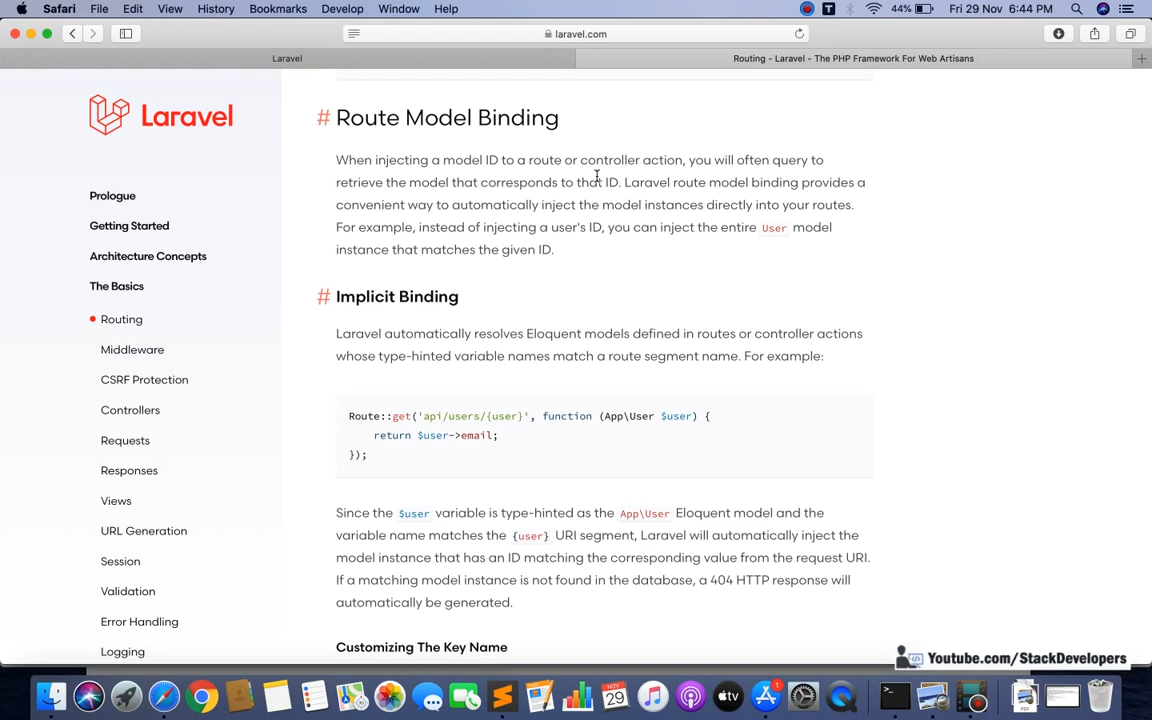 Safari File Edit View History Bookmarks Develop Window Help 44% Fri 29 Nov 6:44 PM
laravel.com
Laravel Routing - Laravel - The PHP Framework For Web Artisans
Laravel
Prologue
Getting Started
Architecture Concepts
The Basics
Routing
Middleware
CSRF Protection
Controllers
Requests
Responses
Views
URL Generation
Session
Validation
Error Handling
Logging
# Route Model Binding
When injecting a model ID to a route or controller action, you will often query to
retrieve the model that corresponds to that ID. Laravel route model binding provides a
convenient way to automatically inject the model instances directly into your routes.
For example, instead of injecting a user's ID, you can inject the entire User model
instance that matches the given ID.
# Implicit Binding
Laravel automatically resolves Eloquent models defined in routes or controller actions
whose type-hinted variable names match a route segment name. For example:
Route::get('api/users/{user}', function (App\User $user) {
return $user->email;
});
Since the $user variable is type-hinted as the App\User Eloquent model and the
variable name matches the {user} URI segment, Laravel will automatically inject the
model instance that has an ID matching the corresponding value from the request URI.
If a matching model instance is not found in the database, a 404 HTTP response will
automatically be generated.
Customizing The Key Name
Youtube.com/StackDevelopers
NOV
29
tv
1